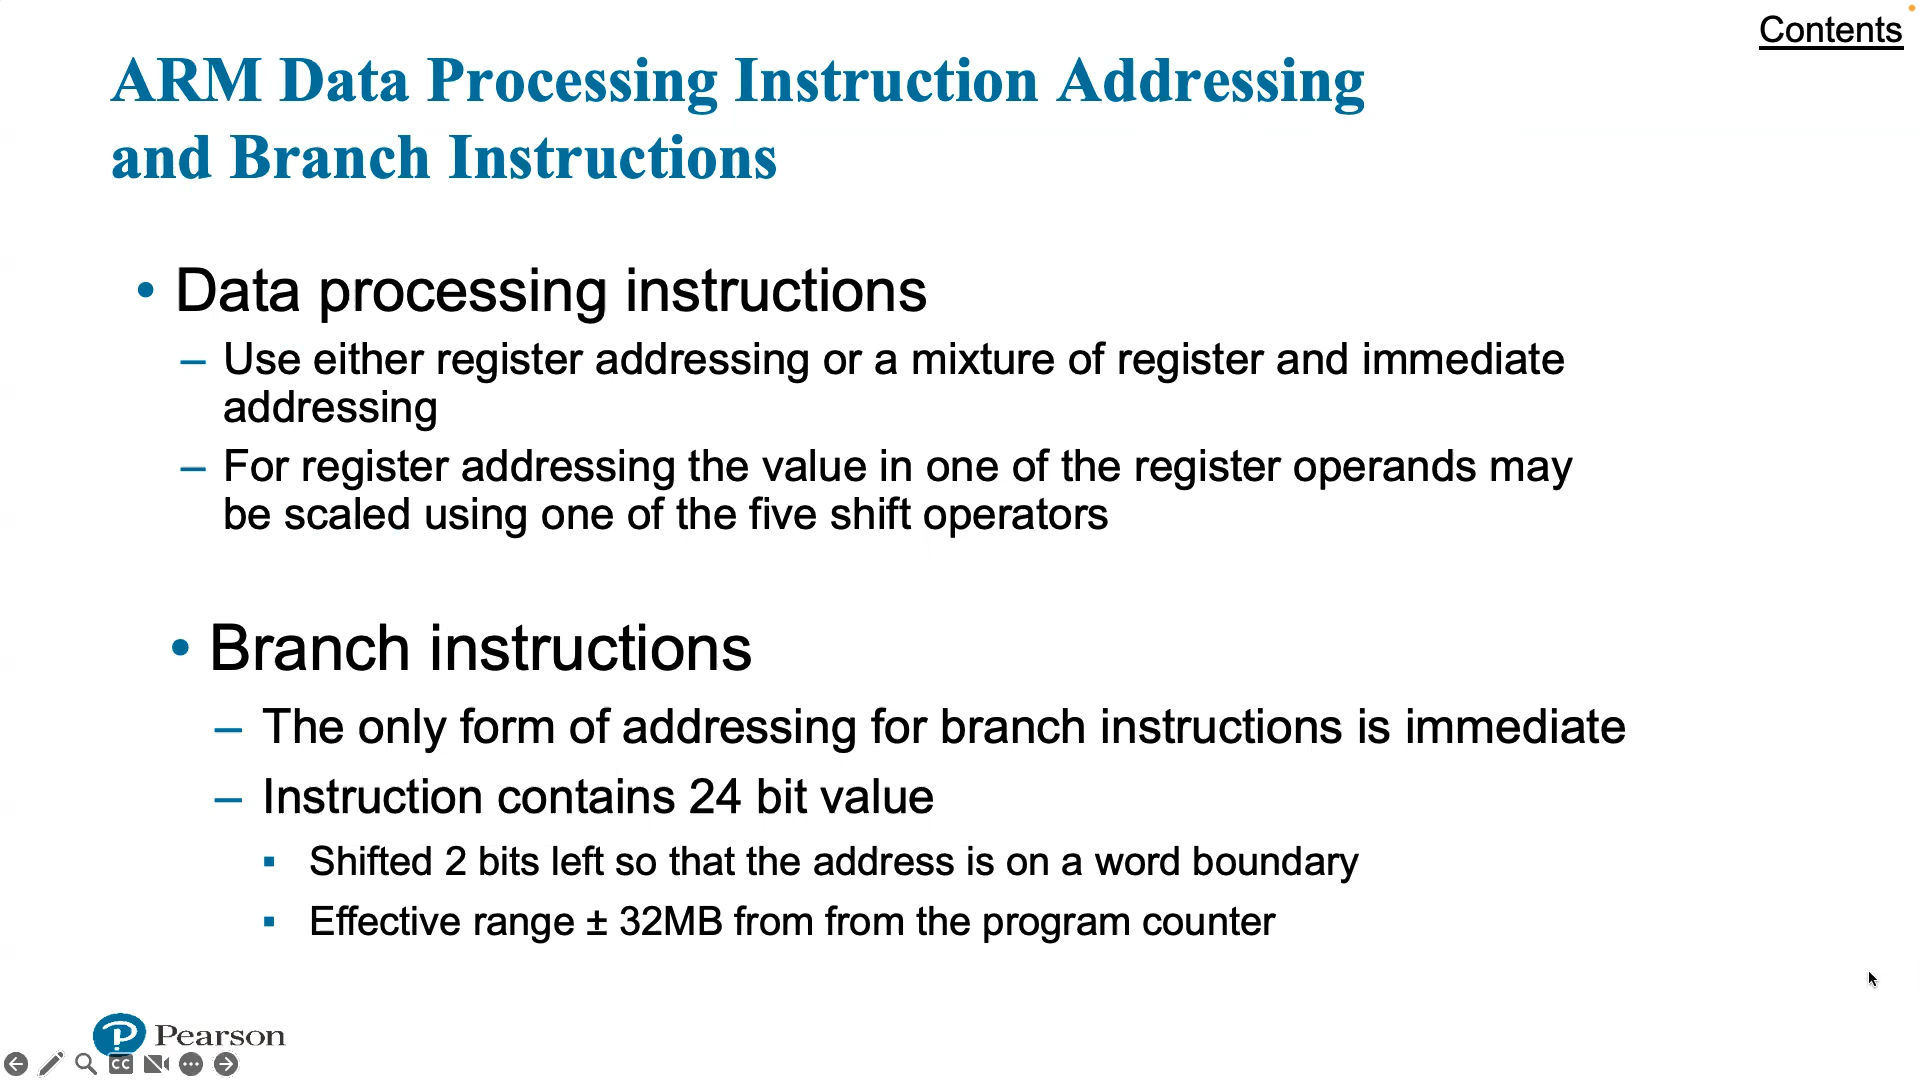 Contents
ARM Data Processing Instruction Addressing
and Branch Instructions
• Data processing instructions
– Use either register addressing or a mixture of register and immediate
addressing
– For register addressing the value in one of the register operands may
be scaled using one of the five shift operators
• Branch instructions
– The only form of addressing for branch instructions is immediate
– Instruction contains 24 bit value
▪ Shifted 2 bits left so that the address is on a word boundary
▪ Effective range ± 32MB from from the program counter
P Pearson
CC